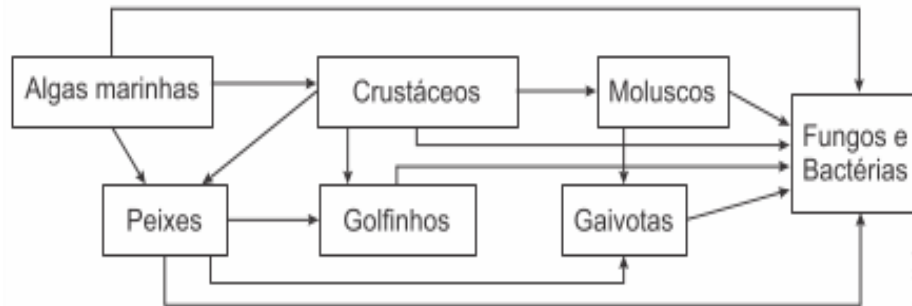 Algas marinhas
Crustáceos
Moluscos
Fungos e
Bactérias
Peixes
Golfinhos
Gaivotas